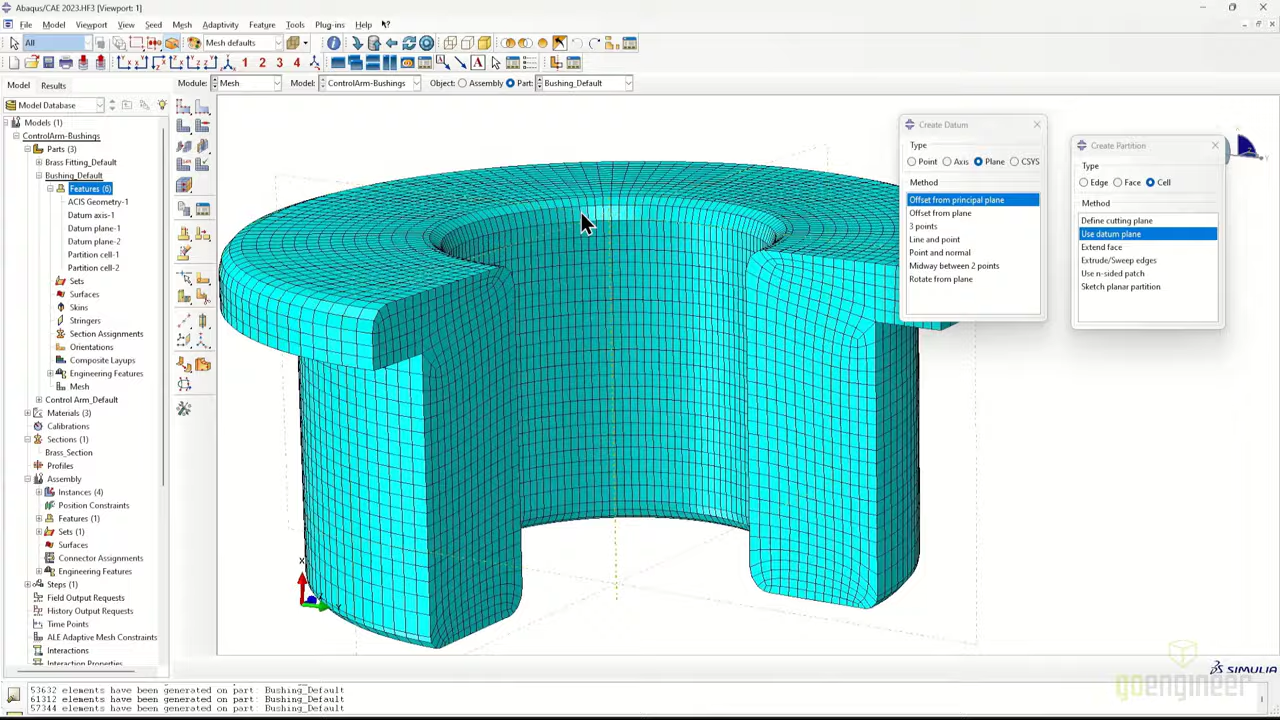 Abaqus/CAE 2023.HF3 [Viewport: 1]
File Model Viewport View Seed Mesh Adaptivity Feature Tools Plug-ins Help
All Mesh defaults
1 2 3 4 A
Model Results Module: Mesh Model: ControlArm-Bushings Object: Assembly Part: Bushing_Default
Model Database
Models (1)
ControlArm-Bushings
Parts (3)
Brass Fitting_Default
Bushing_Default
Features (6)
ACIS Geometry-1
Datum axis-1
Datum plane-1
Datum plane-2
Partition cell-1
Partition cell-2
Sets
Surfaces
Skins
Stringers
Section Assignments
Orientations
Composite Layups
Engineering Features
Mesh
Control Arm_Default
Materials (3)
Calibrations
Sections (1)
Brass_Section
Profiles
Assembly
Instances (4)
Position Constraints
Features (1)
Sets (1)
Surfaces
Connector Assignments
Engineering Features
Steps (1)
Field Output Requests
History Output Requests
Time Points
ALE Adaptive Mesh Constraints
Interactions
Interaction Properties
Create Datum
Type
Point Axis Plane CSYS
Method
Offset from principal plane
Offset from plane
3 points
Line and point
Point and normal
Midway between 2 points
Rotate from plane
Create Partition
Type
Edge Face Cell
Method
Define cutting plane
Use datum plane
Extend face
Extrude/Sweep edges
Use n-sided patch
Sketch planar partition
X
Y
SIMULIA
goengineer
53632 elements have been generated on part: Bushing_Default
61312 elements have been generated on part: Bushing_Default
57344 elements have been generated on part: Bushing_Default